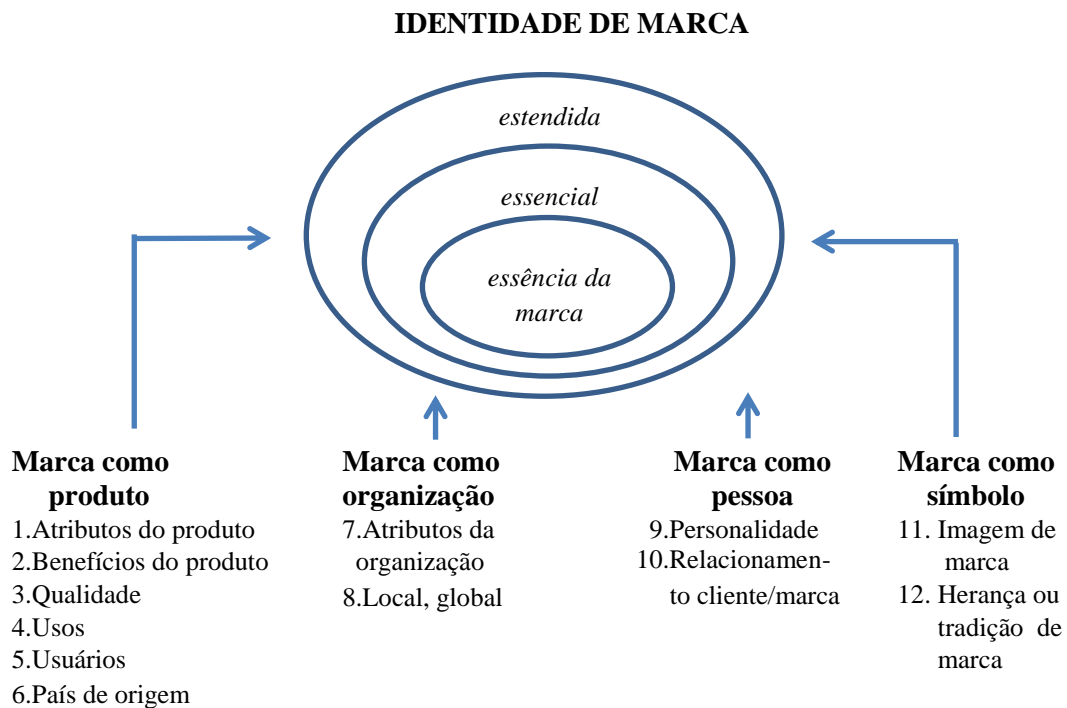 IDENTIDADE DE MARCA
estendida
essencial
essência da
marca
Marca como
produto
1.Atributos do produto
2.Benefícios do produto
3.Qualidade
4.Usos
5.Usuários
6.País de origem
Marca como
organização
7.Atributos da
organização
8.Local, global
Marca como
pessoa
9.Personalidade
10.Relacionamen-
to cliente/marca
Marca como
símbolo
11. Imagem de
marca
12. Herança ou
tradição de
marca